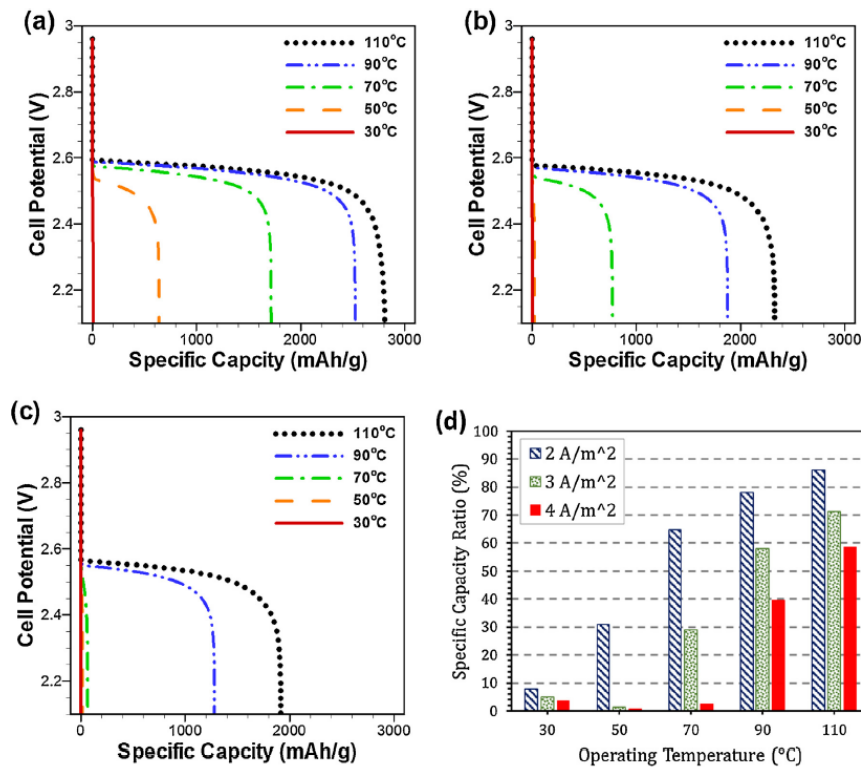 (a)
3
2.8
2.6
2.4
2.2
0
1000
2000
3000
Cell Potential (V)
Specific Capcity (mAh/g)
110°C
90°C
70°C
50°C
30°C
(b)
3
2.8
2.6
2.4
2.2
0
1000
2000
3000
Cell Potential (V)
Specific Capcity (mAh/g)
110°C
90°C
70°C
50°C
30°C
(c)
3
2.8
2.6
2.4
2.2
0
1000
2000
3000
Cell Potential (V)
Specific Capcity (mAh/g)
110°C
90°C
70°C
50°C
30°C
(d)
100
90
80
70
60
50
40
30
20
10
0
Specific Capacity Ratio (%)
2 A/m^2
3 A/m^2
4 A/m^2
30
50
70
90
110
Operating Temperature (°C)